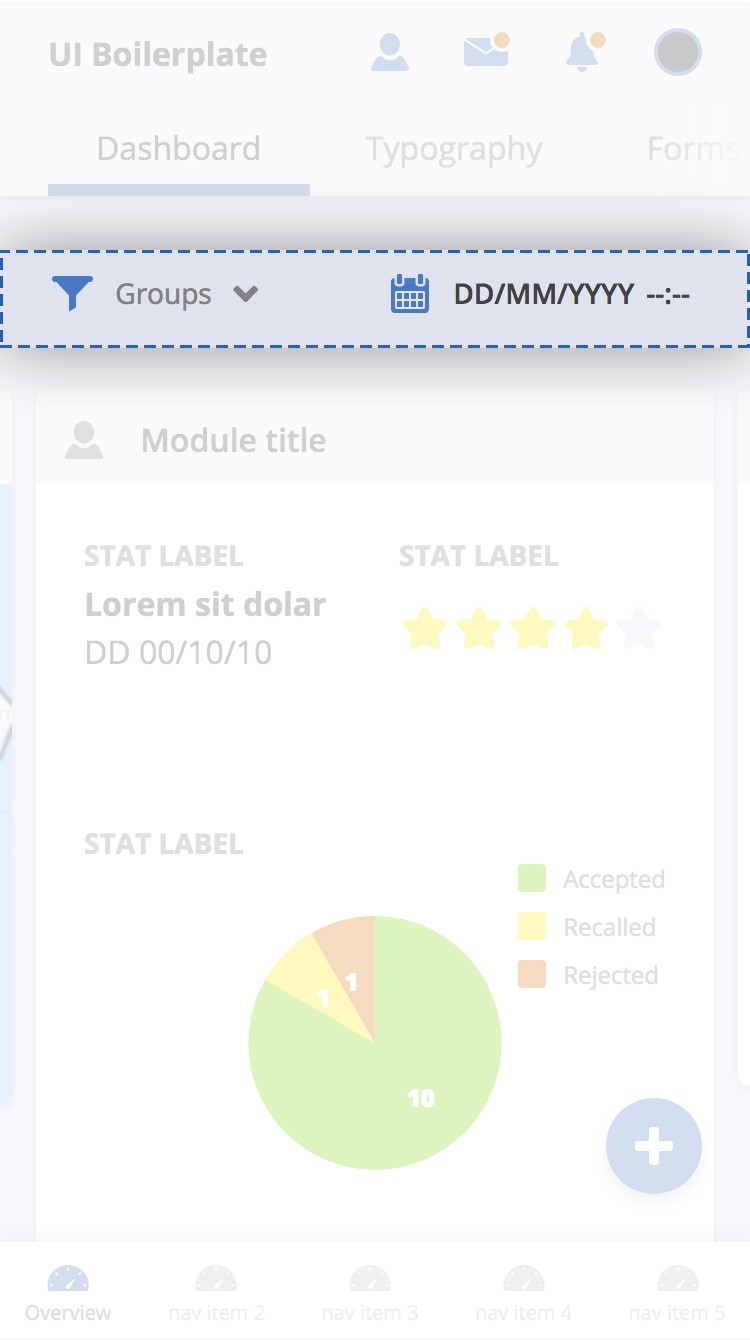 UI Boilerplate
Dashboard Typography Forms
Groups DD/MM/YYYY --:--
Module title
STAT LABEL STAT LABEL
Lorem sit dolar
DD 00/10/10
STAT LABEL
Accepted
Recalled
Rejected
1
1
10
Overview nav item 2 nav item 3 nav item 4 nav item 5